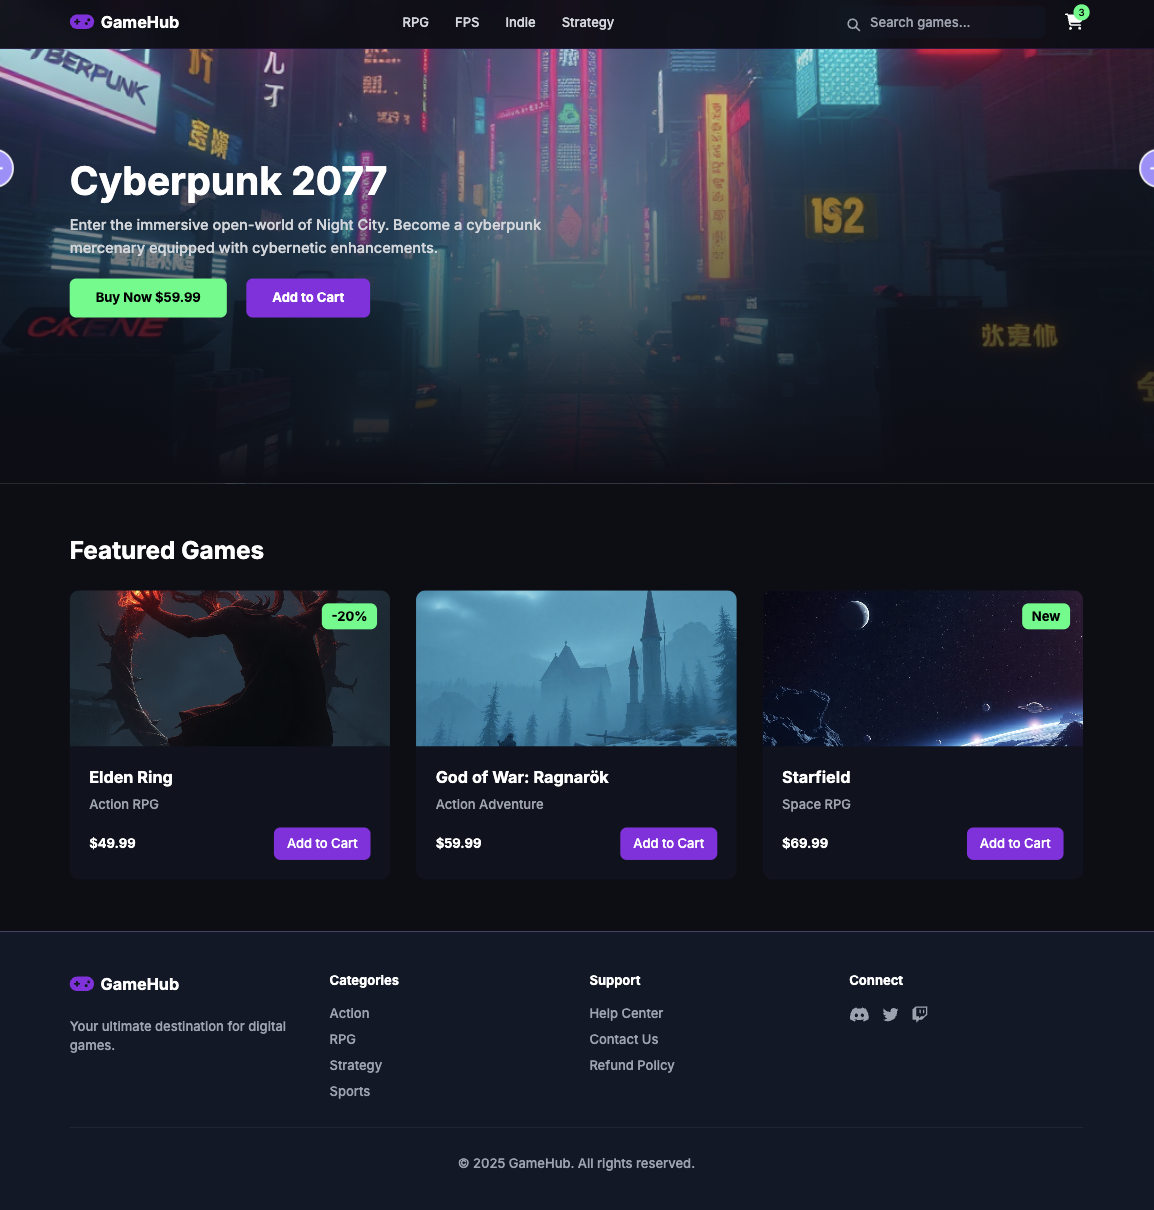 GameHub
RPG
FPS
Indie
Strategy
Search games...
3
CYBERPUNK
Cyberpunk 2077
Enter the immersive open-world of Night City. Become a cyberpunk
mercenary equipped with cybernetic enhancements.
Buy Now $59.99
Add to Cart
Featured Games
-20%
New
Elden Ring
Action RPG
$49.99
Add to Cart
God of War: Ragnarök
Action Adventure
$59.99
Add to Cart
Starfield
Space RPG
$69.99
Add to Cart
GameHub
Your ultimate destination for digital
games.
Categories
Action
RPG
Strategy
Sports
Support
Help Center
Contact Us
Refund Policy
Connect
© 2025 GameHub. All rights reserved.